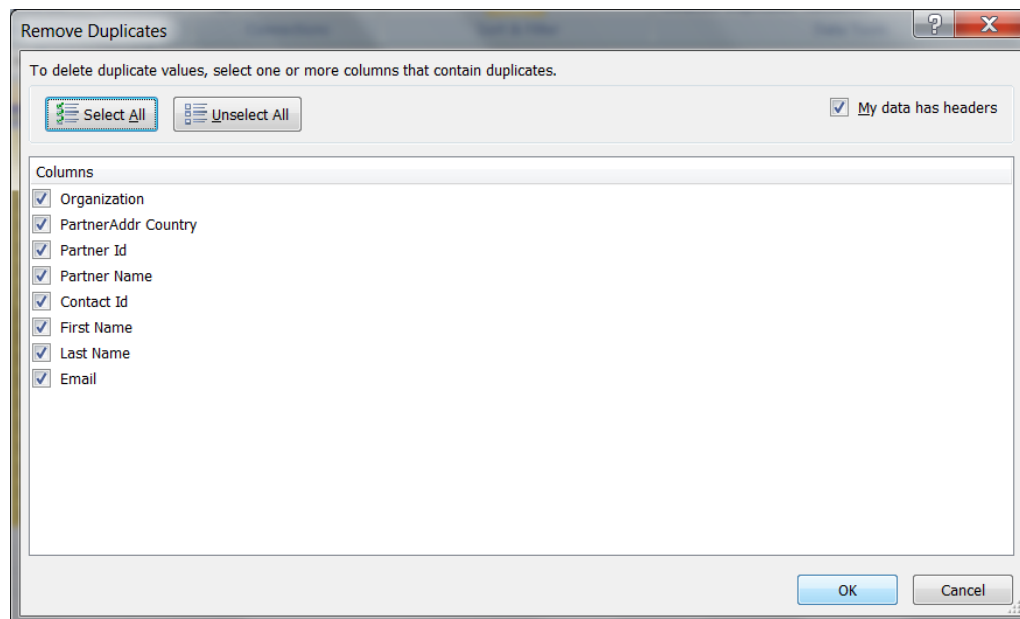 Remove Duplicates
To delete duplicate values, select one or more columns that contain duplicates.
Select All
Unselect All
My data has headers
Columns
Organization
PartnerAddr Country
Partner Id
Partner Name
Contact Id
First Name
Last Name
Email
OK
Cancel